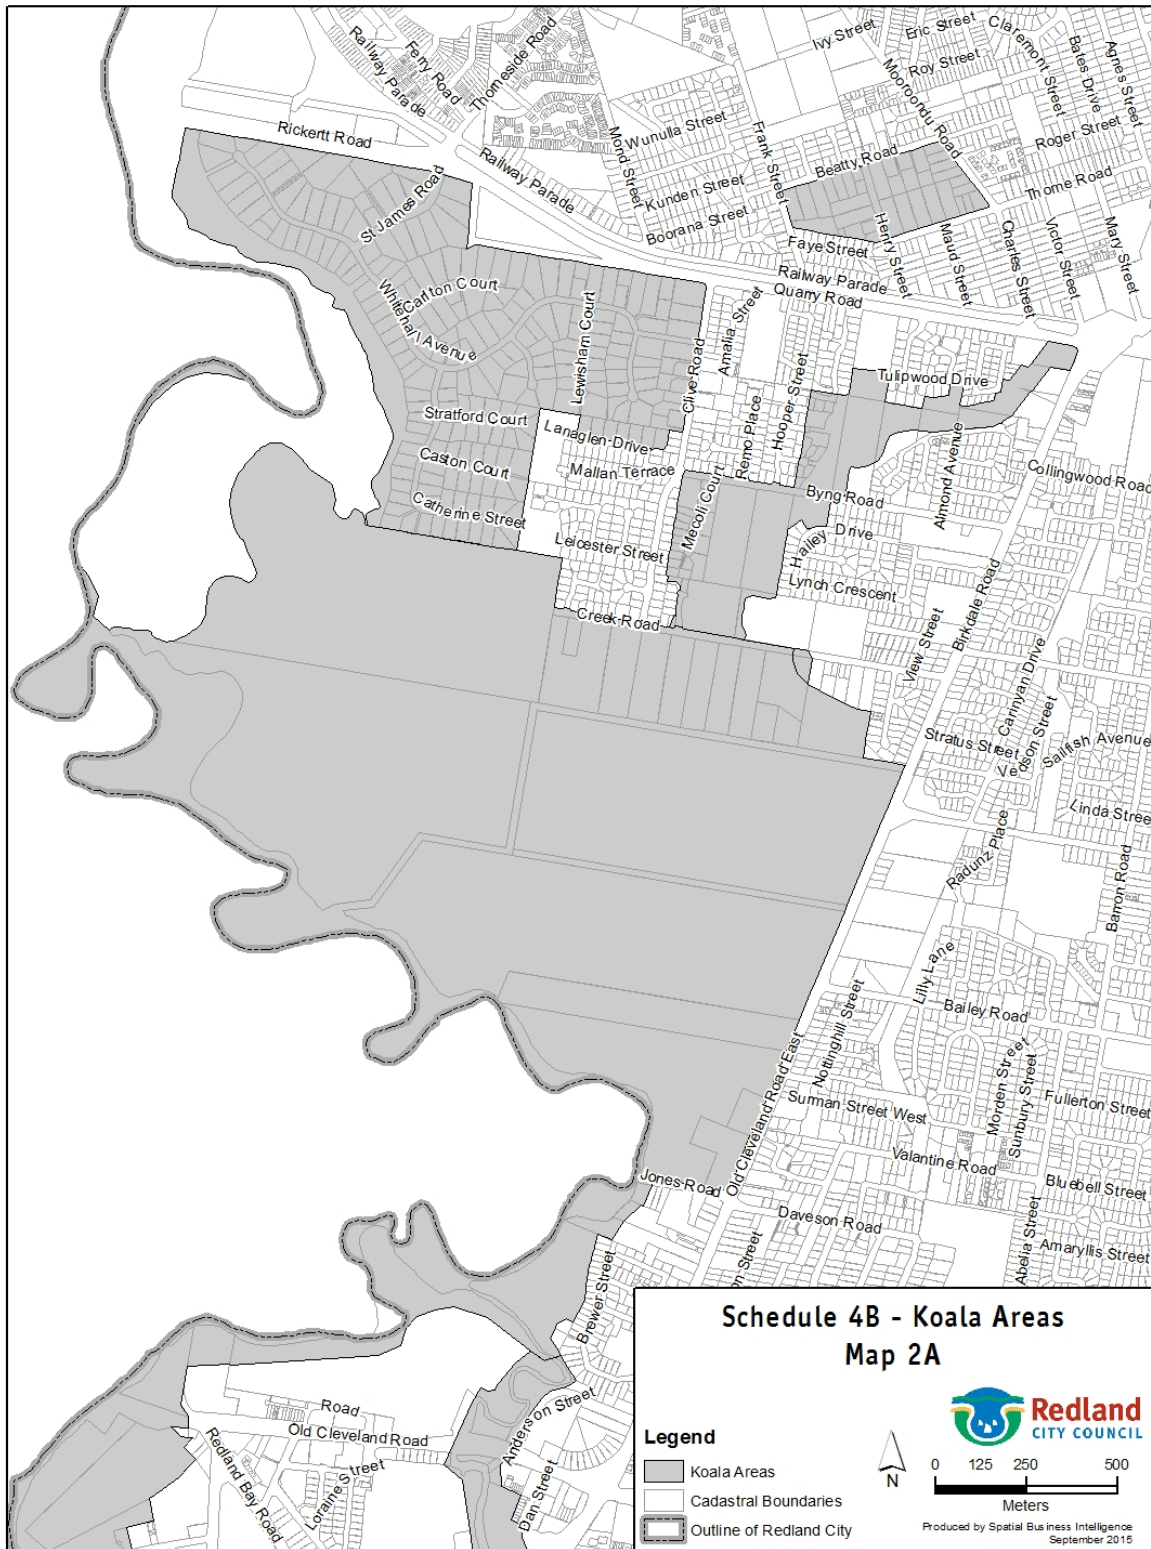 Ivy Street
Eric Street
Claremont Street
Bates Drive
Agnes Street
Roy Street
Mooroondu Road
Railway Parade
Ferry Road
Thorneside Road
Rickertt Road
Wunulla Street
Mond Street
Frank Street
Roger Street
Beatty Road
Thorne Road
Railway Parade
Kunden Street
St James Road
Boorana Street
Faye Street
Henry Street
Maud Street
Charles Street
Victor Street
Mary Street
Railway Parade
Quarry Road
Carlton Court
Whitehall Avenue
Lewisham Court
Clive Road
Amalia Street
Tulipwood Drive
Stratford Court
Lanaglen Drive
Remo Place
Hooper Street
Caston Court
Mallan Terrace
Collingwood Road
Almond Avenue
Byng Road
Mecoli Court
Catherine Street
Leicester Street
Hailey Drive
Lynch Crescent
Birkdale Road
Creek Road
View Street
Carinyan Drive
Stratus Street
Vedson Street
Sailfish Avenue
Linda Stree
Radunz Place
Barron Road
Lilly Lane
Nottinghill Street
Bailey Road
Old Cleveland Road East
Morden Street
Sunbury Street
Surman Street West
Fullerton Street
Valantine Road
Jones Road
Bluebell Street
Daveson Road
Abelia Street
Amaryllis Street
on Street
Brewer Street
Road
Old Cleveland Road
Anderson Street
Redland Bay Road
Loraine Street
Dan Street
Schedule 4B - Koala Areas
Map 2A
Redland
CITY COUNCIL
Legend
Koala Areas
Cadastral Boundaries
Outline of Redland City
N
0 125 250 500
Meters
Produced by Spatial Business Intelligence
September 2015